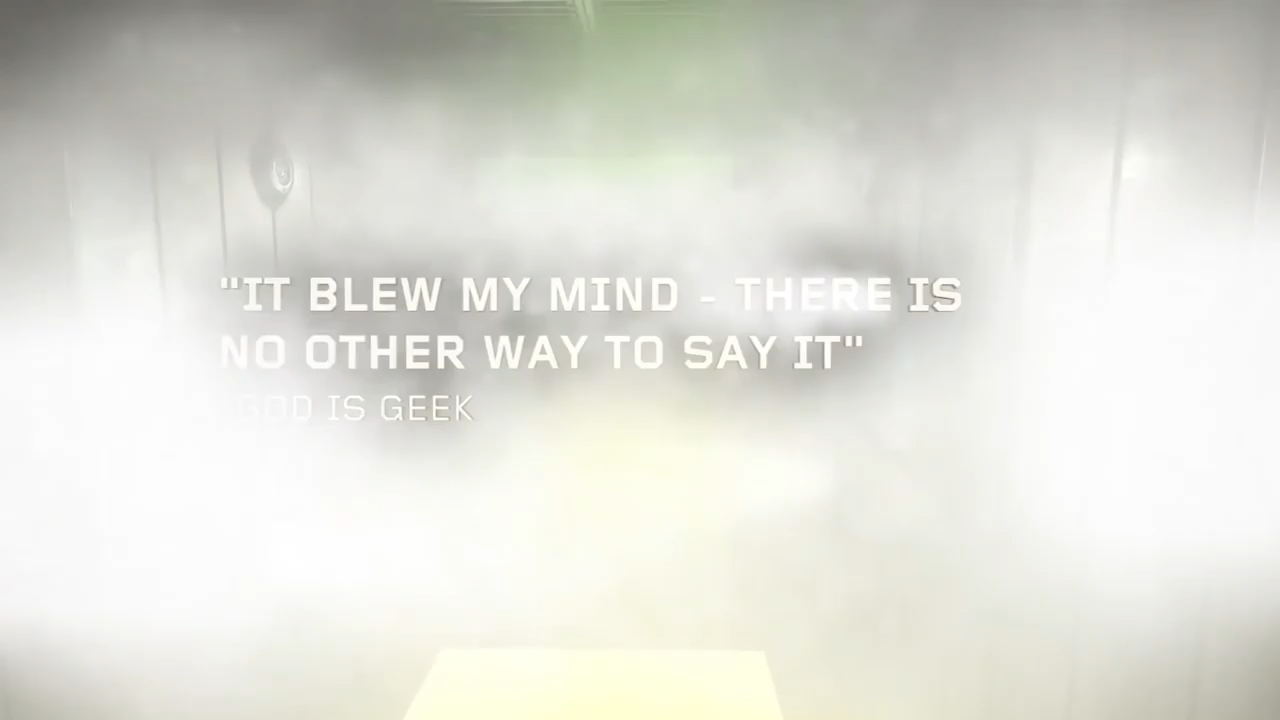 "IT BLEW MY MIND - THERE IS
NO OTHER WAY TO SAY IT"
GOD IS GEEK